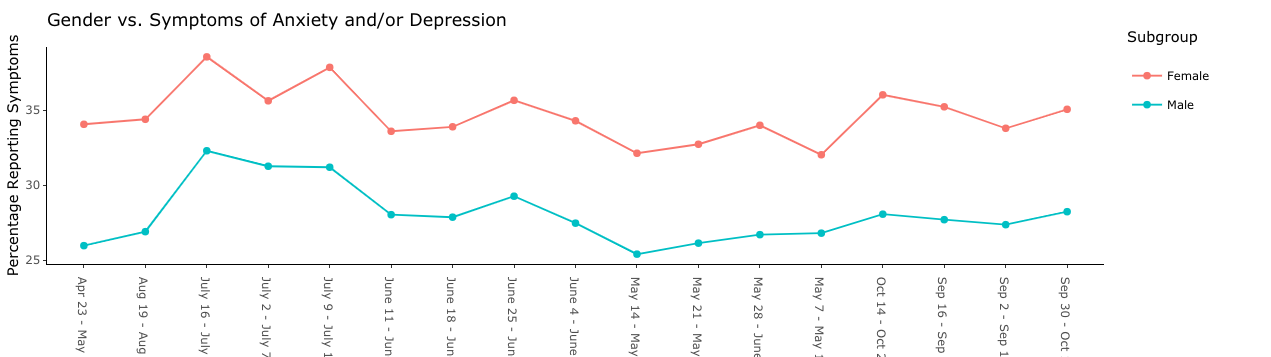 Gender vs. Symptoms of Anxiety and/or Depression
Percentage Reporting Symptoms
35
30
25
Apr 23 - May
Aug 19 - Aug
July 16 - July
July 2 - July 7
July 9 - July 1
June 11 - Jun
June 18 - Jun
June 25 - Jun
June 4 - June
May 14 - May
May 21 - May
May 28 - June
May 7 - May 1
Oct 14 - Oct 2
Sep 16 - Sep
Sep 2 - Sep 1
Sep 30 - Oct
Subgroup
Female
Male